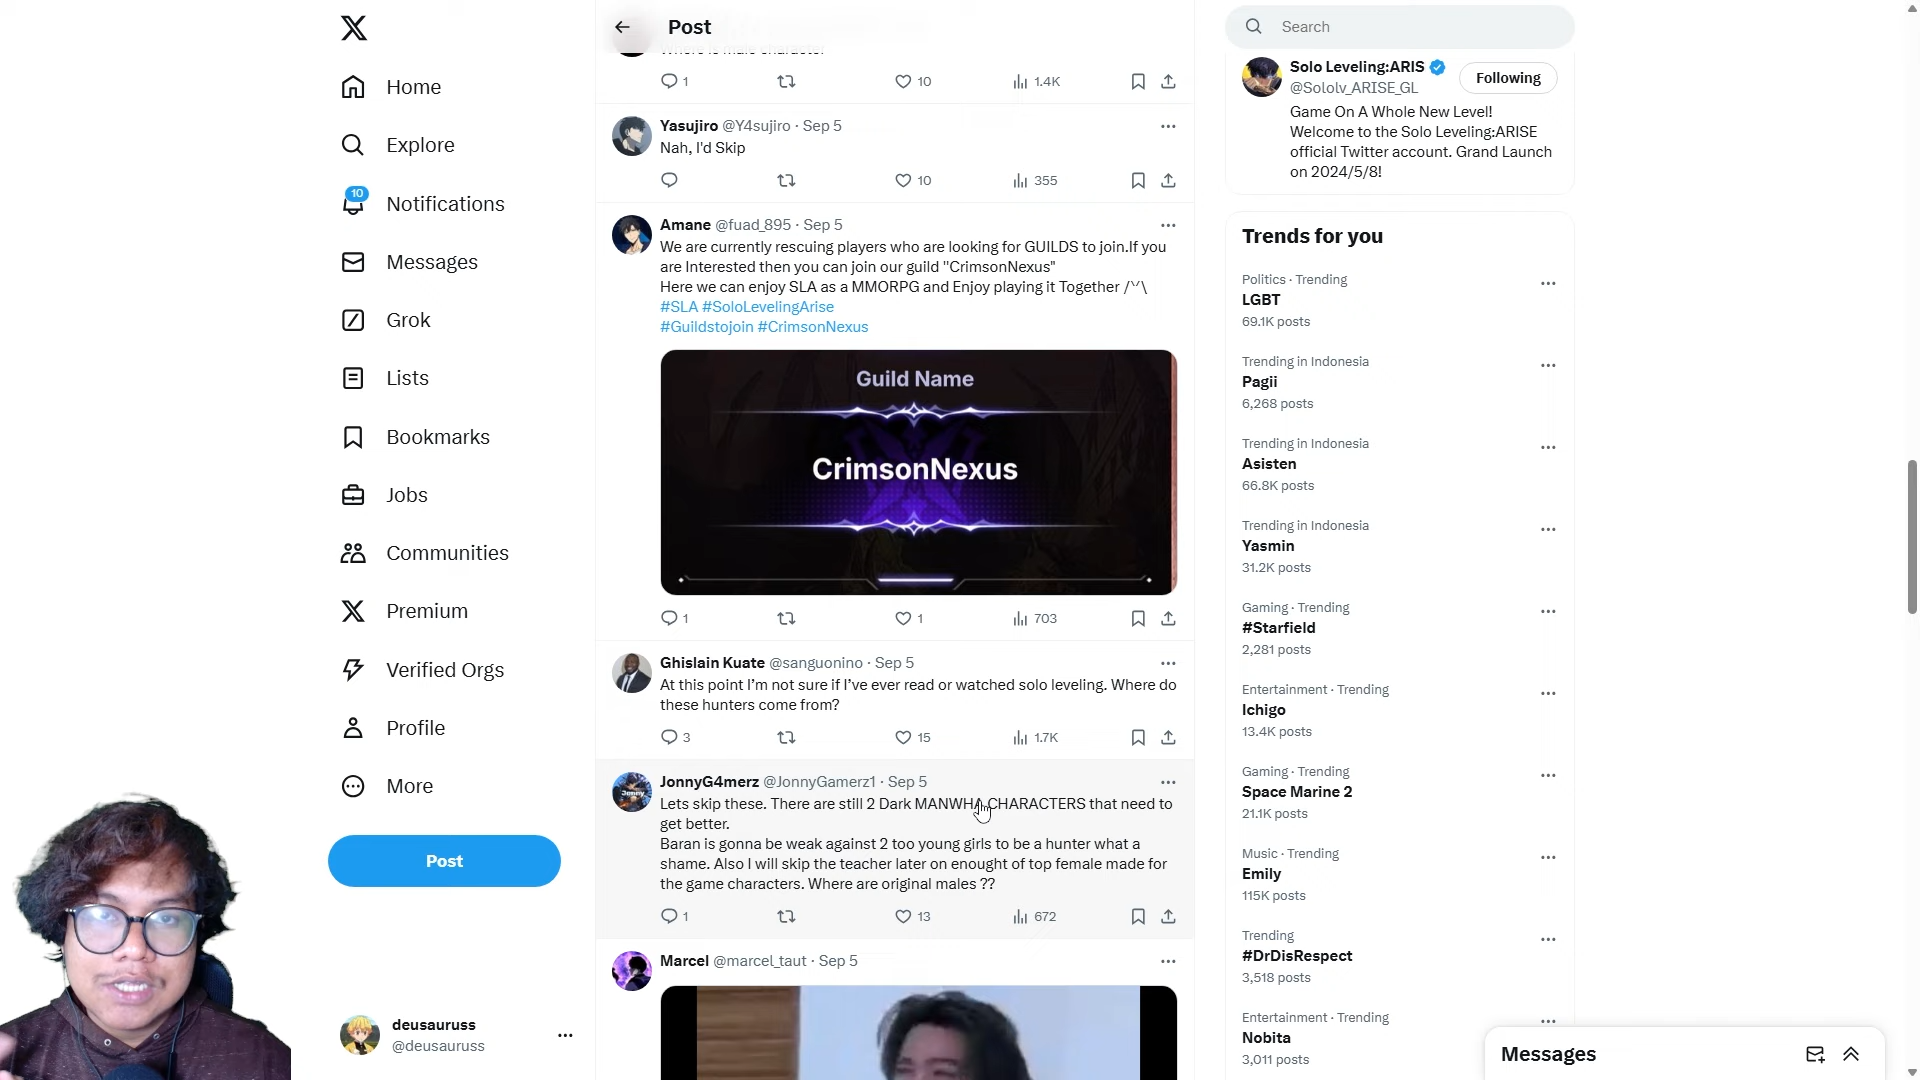 Home
Explore
10
Notifications
Messages
Grok
Lists
Bookmarks
Jobs
Communities
Premium
Verified Orgs
Profile
More
Post
deusauruss
@deusauruss
Post
Where is male character
1
10
1.4K
Yasujiro @Y4sujiro · Sep 5
Nah, I'd Skip
10
355
Amane @fuad_895 · Sep 5
We are currently rescuing players who are looking for GUILDS to join.If you
are Interested then you can join our guild "CrimsonNexus"
Here we can enjoy SLA as a MMORPG and Enjoy playing it Together /˘˘\
#SLA #SoloLevelingArise
#Guildstojoin #CrimsonNexus
Guild Name
CrimsonNexus
1
1
703
Ghislain Kuate @sanguonino · Sep 5
At this point I’m not sure if I’ve ever read or watched solo leveling. Where do
these hunters come from?
3
15
1.7K
JonnyG4merz @JonnyGamerz1 · Sep 5
Lets skip these. There are still 2 Dark MANWHA CHARACTERS that need to
get better.
Baran is gonna be weak against 2 too young girls to be a hunter what a
shame. Also I will skip the teacher later on enought of top female made for
the game characters. Where are original males ??
1
13
672
Marcel @marcel_taut · Sep 5
Search
Solo Leveling:ARIS
@Sololv_ARISE_GL
Following
Game On A Whole New Level!
Welcome to the Solo Leveling:ARISE
official Twitter account. Grand Launch
on 2024/5/8!
Trends for you
Politics · Trending
LGBT
69.1K posts
Trending in Indonesia
Pagii
6,268 posts
Trending in Indonesia
Asisten
66.8K posts
Trending in Indonesia
Yasmin
31.2K posts
Gaming · Trending
#Starfield
2,281 posts
Entertainment · Trending
Ichigo
13.4K posts
Gaming · Trending
Space Marine 2
21.1K posts
Music · Trending
Emily
115K posts
Trending
#DrDisRespect
3,518 posts
Entertainment · Trending
Nobita
3,011 posts
Messages